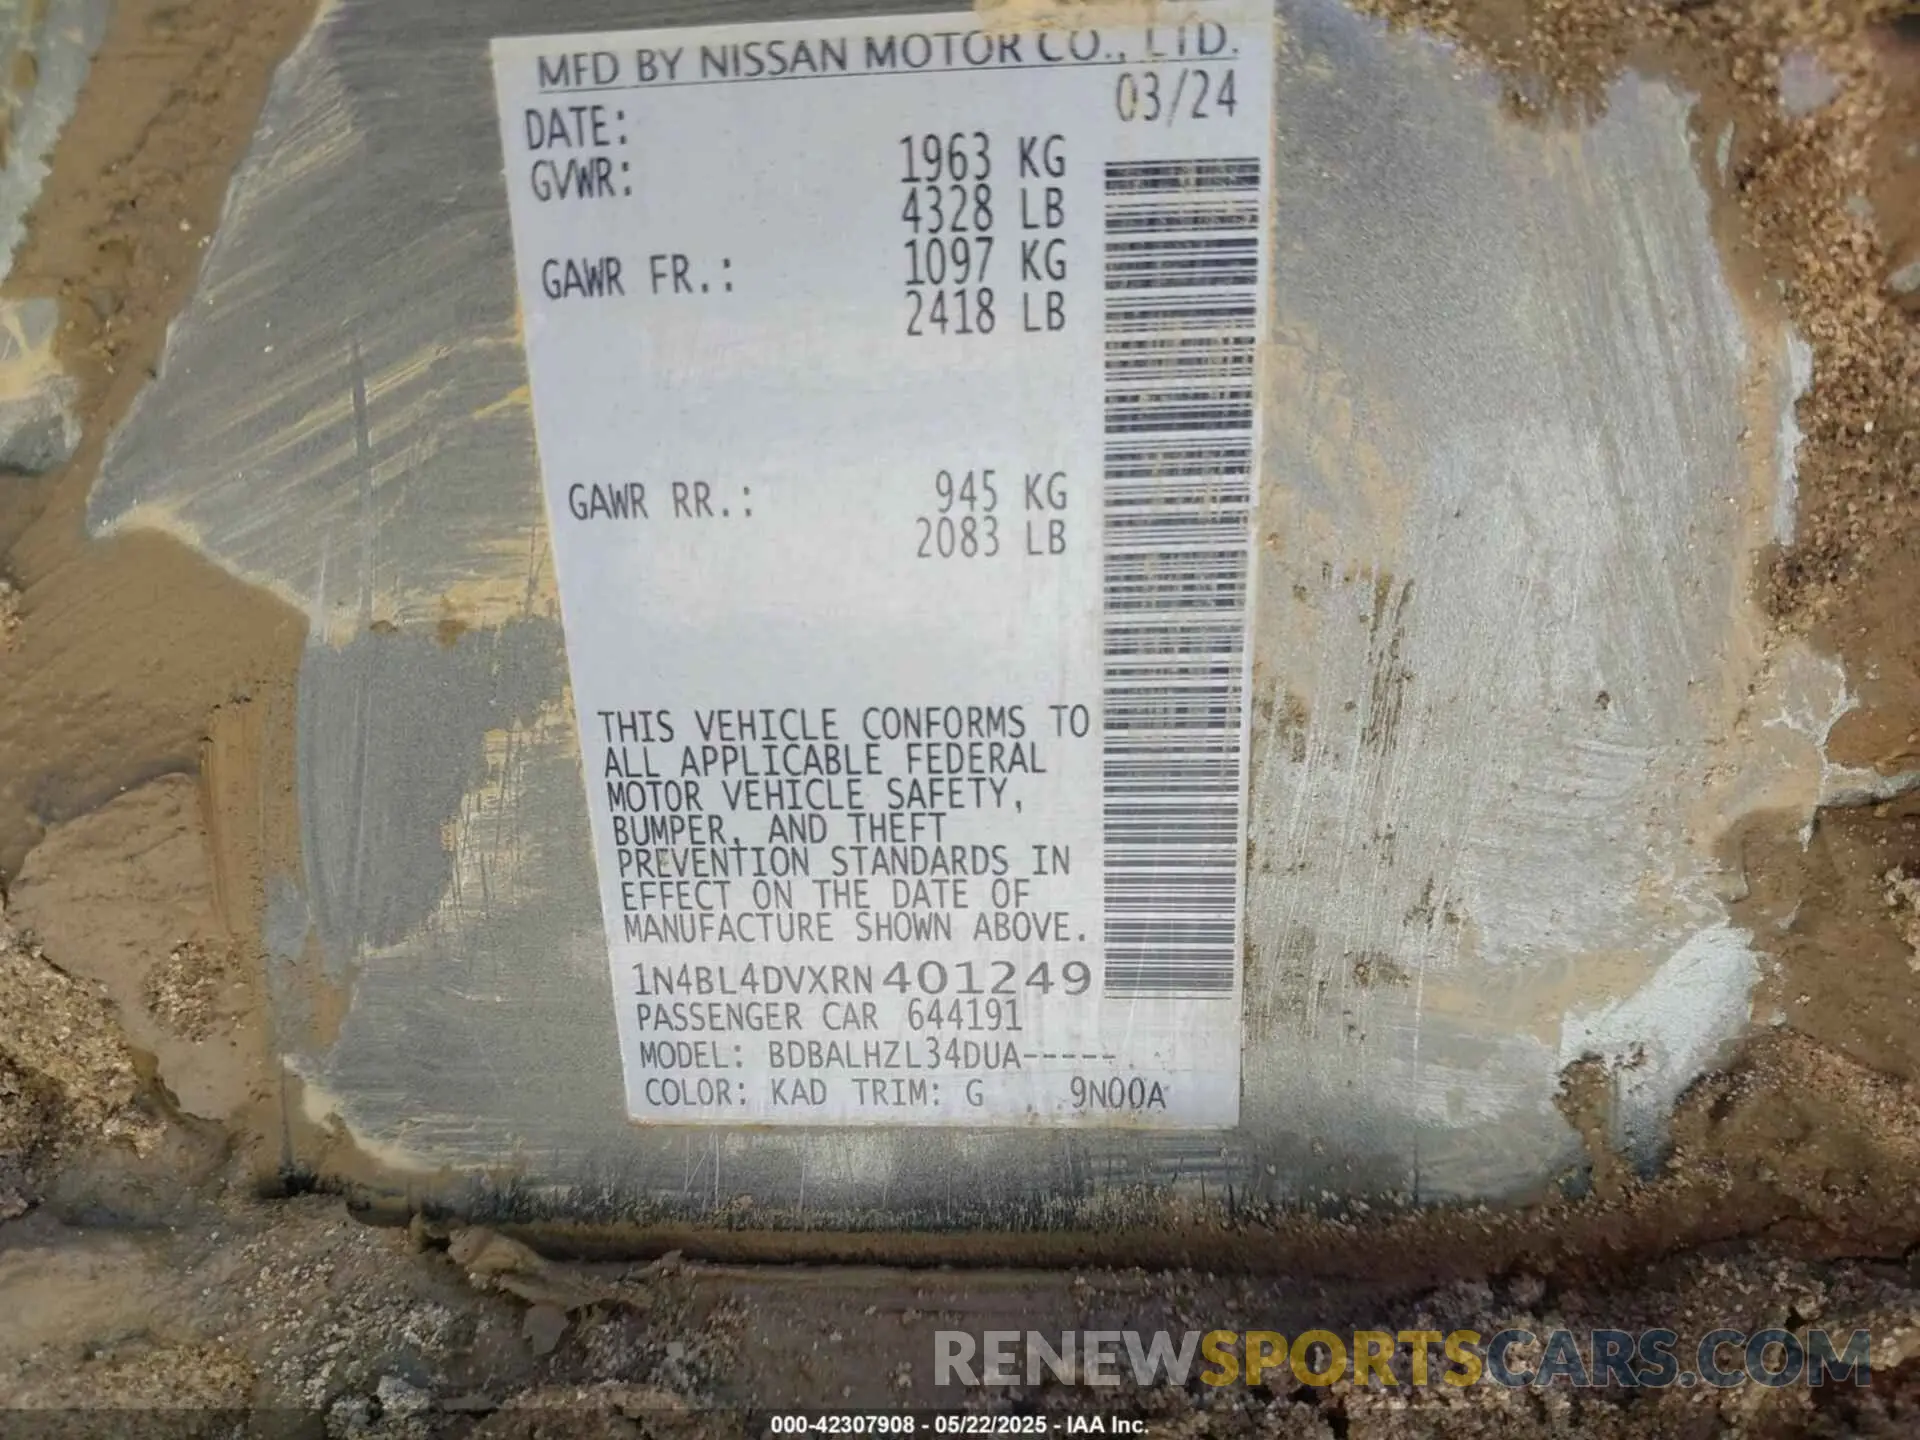 MFD BY NISSAN MOTOR CO., LTD.
DATE: 03/24
GVWR: 1963 KG
4328 LB
GAWR FR.: 1097 KG
2418 LB
GAWR RR.: 945 KG
2083 LB
THIS VEHICLE CONFORMS TO
ALL APPLICABLE FEDERAL
MOTOR VEHICLE SAFETY,
BUMPER, AND THEFT
PREVENTION STANDARDS IN
EFFECT ON THE DATE OF
MANUFACTURE SHOWN ABOVE.
1N4BL4DVXRN401249
PASSENGER CAR 644191
MODEL: BDBALHZL34DUA-----
COLOR: KAD TRIM: G 9N00A
RENEWSPORTSCARS.COM
000-42307908 - 05/22/2025 - IAA Inc.